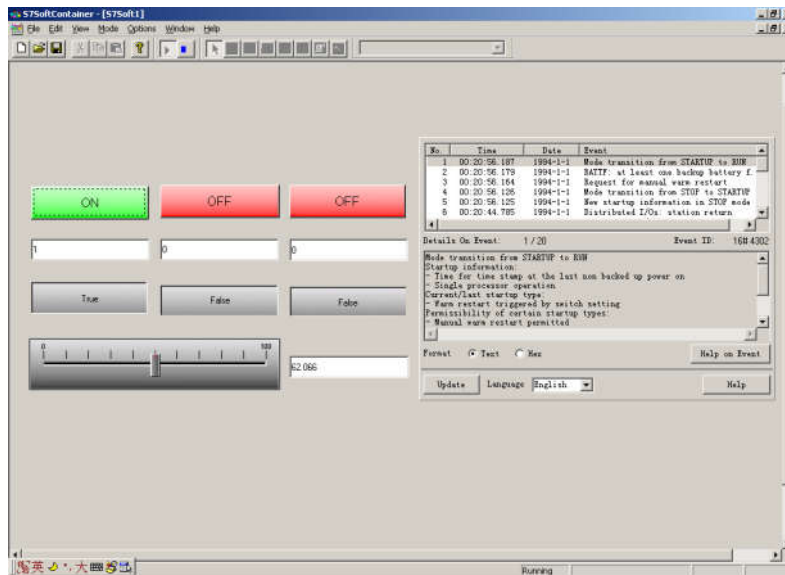 S7SoftContainer - [S7Soft1]
File Edit View Mode Options Window Help
ON
OFF
OFF
1
0
0
True
False
False
0
100
62.066
No. Time Date Event
1 00:20:56.187 1994-1-1 Mode transition from STARTUP to RUN
2 00:20:56.179 1994-1-1 BATTF: at least one backup battery f.
3 00:20:56.164 1994-1-1 Request for manual warm restart
4 00:20:56.126 1994-1-1 Mode transition from STOP to STARTUP
5 00:20:56.125 1994-1-1 New startup information in STOP mode
6 00:20:44.785 1994-1-1 Distributed I/Os: station return
Details On Event: 1/20 Event ID: 16# 4302
Mode transition from STARTUP to RUN
Startup information:
- Time for time stamp at the last non backed up power on
- Single processor operation
Current/last startup type:
- Warm restart triggered by switch setting
Permissibility of certain startup types:
- Manual warm restart permitted
Format Text Hex Help on Event
Update Language English Help
英 大
Running